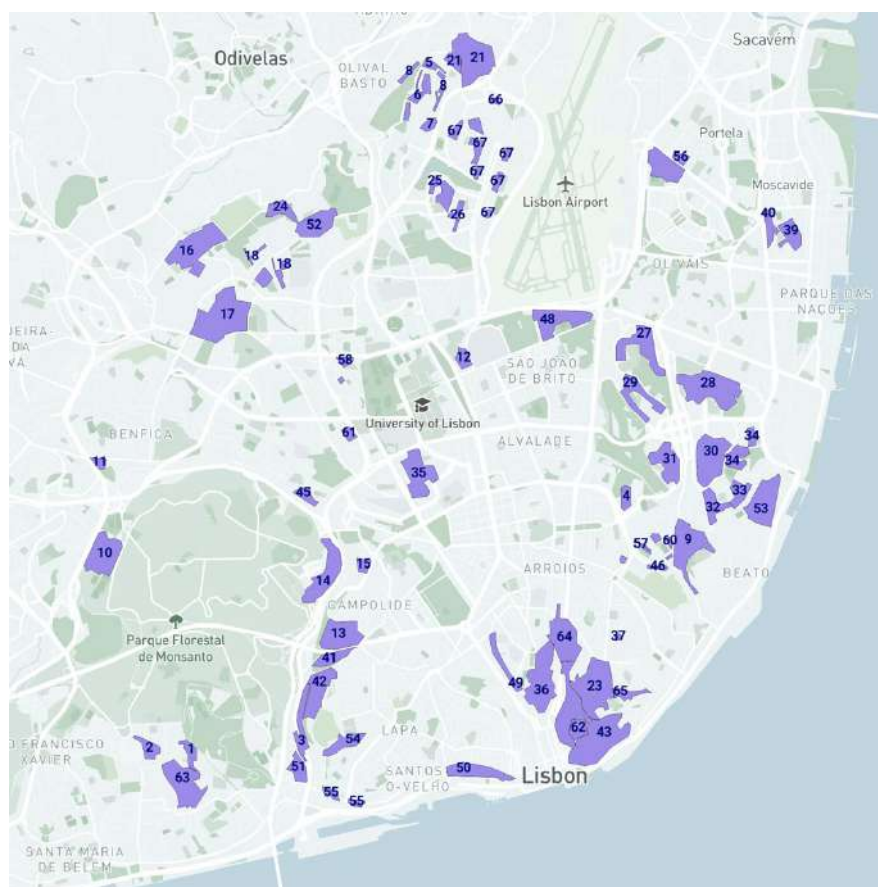 Sacavém
Odivelas
OLIVAL
BASTO
8
5
21
21
6
8
66
7
67
67
67
67
67
67
Portela
56
Moscavide
25
26
Lisbon Airport
40
39
24
52
16
18
18
OLIVAIS
PARQUE DAS
NAÇÕES
17
48
27
58
12
SÃO JOÃO
DE BRITO
29
28
University of Lisbon
BENFICA
61
ALVALADE
34
30
34
11
35
31
45
4
33
32
53
10
57
60
9
15
46
14
ARROIOS
BEATO
CAMPOLIDE
Parque Florestal
de Monsanto
13
64
37
41
42
49
36
23
65
2
1
3
54
LAPA
62
43
FRANCISCO
XAVIER
63
51
50
SANTOS
O-VELHO
Lisbon
55
55
SANTA MARIA
DE BELÉM